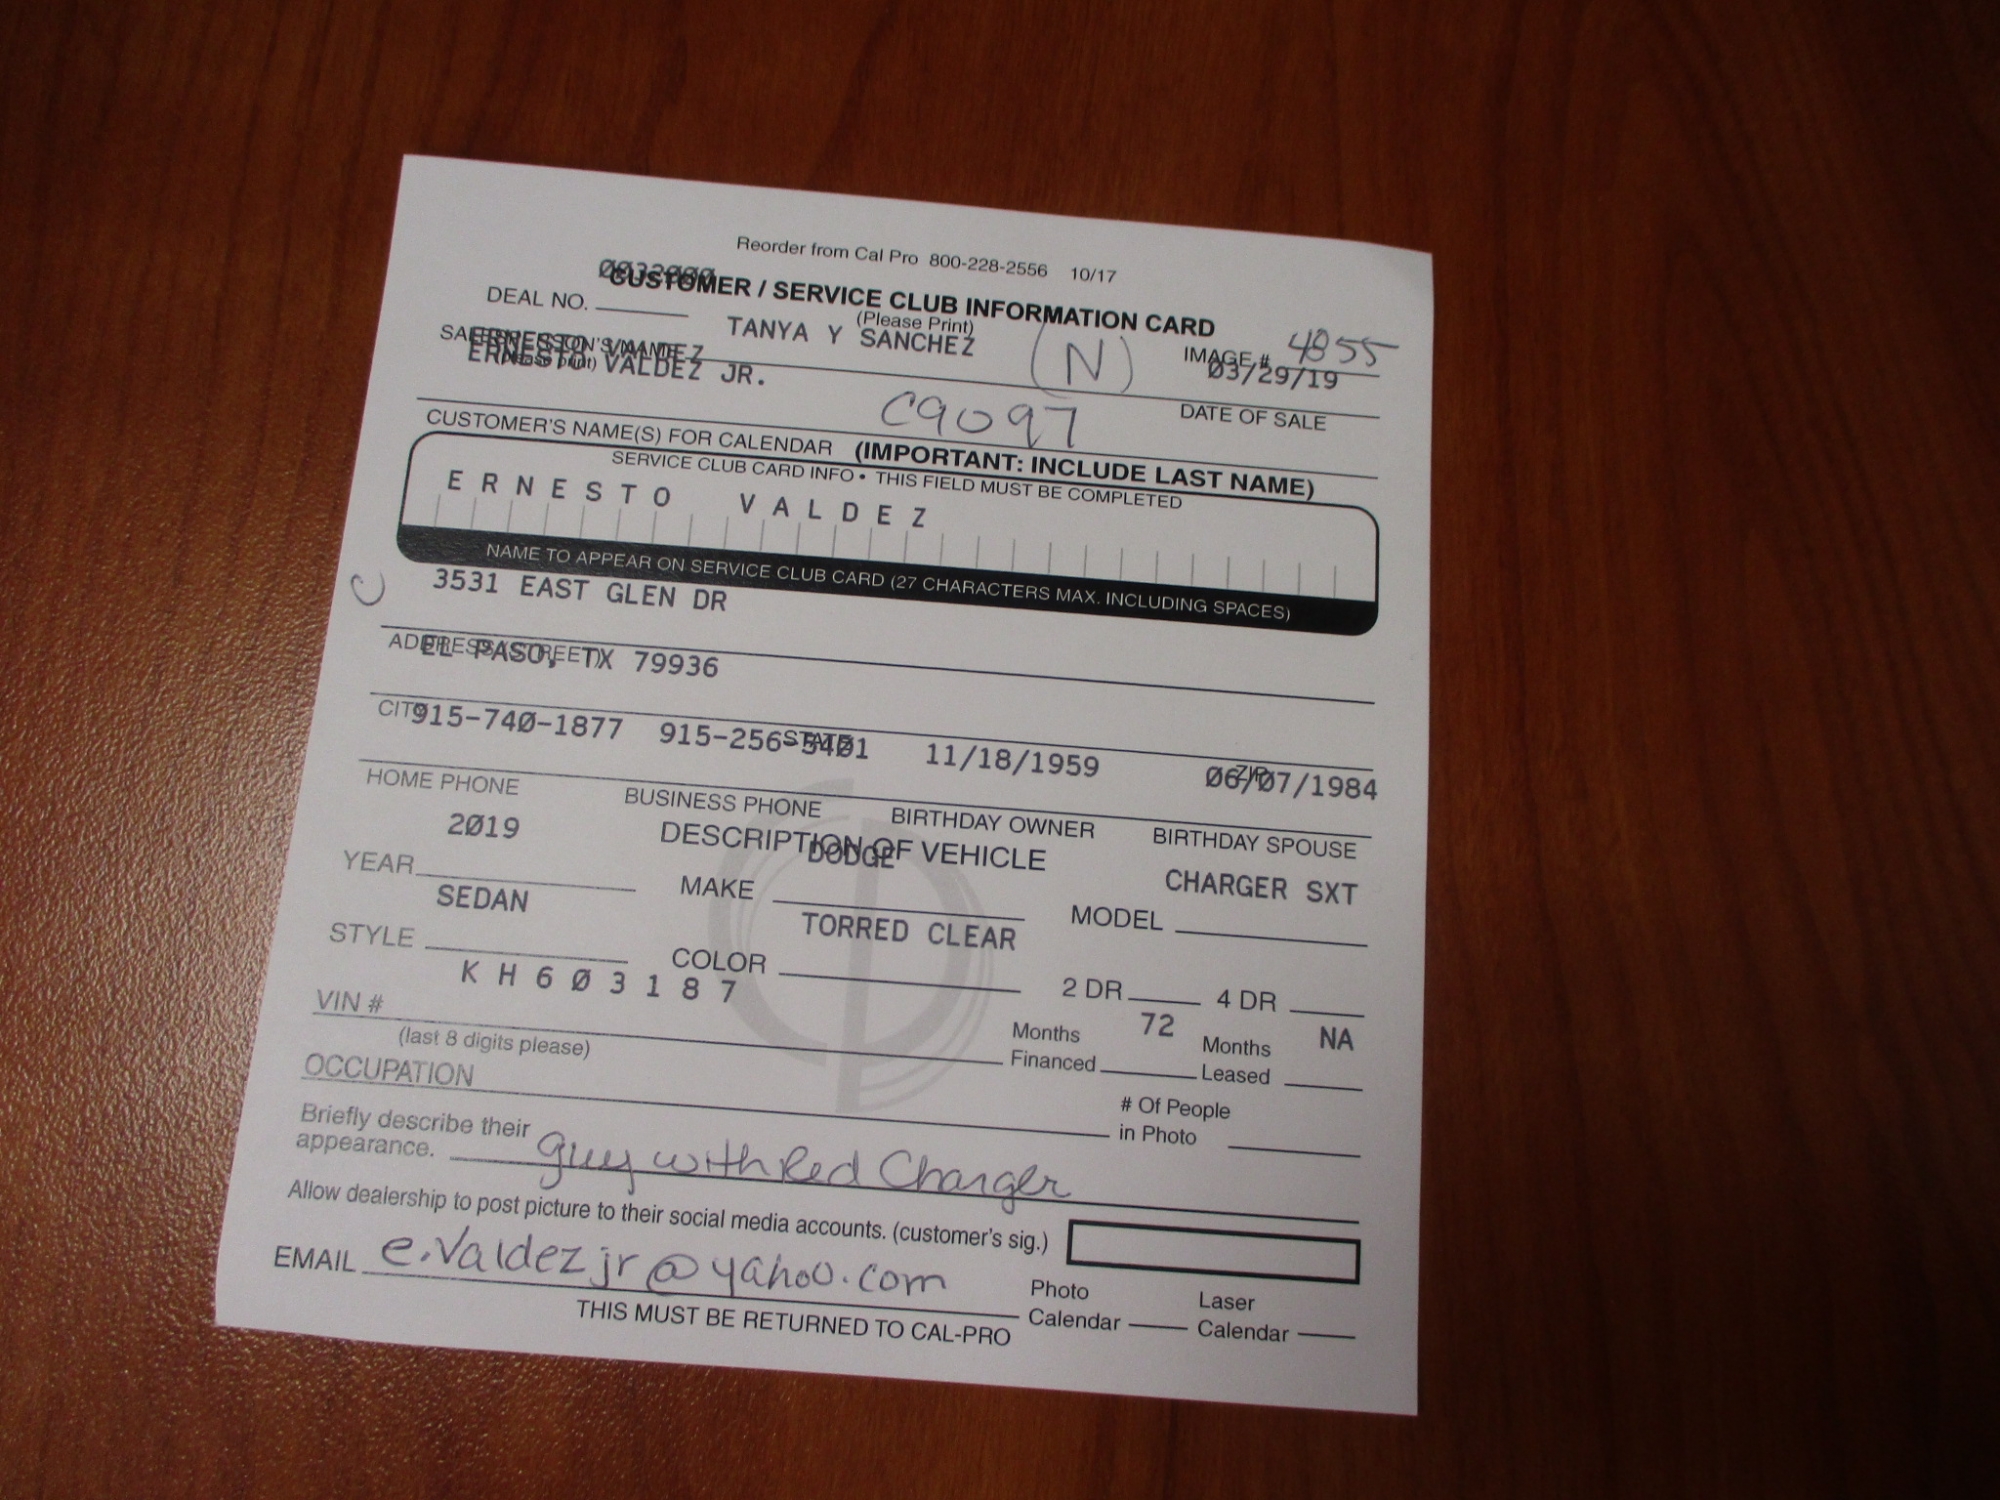 Reorder from Cal Pro 800-228-2556 10/17
CUSTOMER / SERVICE CLUB INFORMATION CARD
(Please Print)
DEAL NO.
TANYA Y SANCHEZ
(N)
IMAGE # 4855
SALESPERSON'S NAME
(please print)
ERNESTO VALDEZ
ERNESTO VALDEZ JR.
03/29/19
C9097
DATE OF SALE
CUSTOMER'S NAME(S) FOR CALENDAR (IMPORTANT: INCLUDE LAST NAME)
SERVICE CLUB CARD INFO • THIS FIELD MUST BE COMPLETED
ERNESTO VALDEZ
NAME TO APPEAR ON SERVICE CLUB CARD (27 CHARACTERS MAX. INCLUDING SPACES)
3531 EAST GLEN DR
ADDRESS (STREET)
EL PASO, TX 79936
CITY STATE ZIP
915-740-1877 915-256-5401 11/18/1959 06/07/1984
HOME PHONE BUSINESS PHONE BIRTHDAY OWNER BIRTHDAY SPOUSE
DESCRIPTION OF VEHICLE
YEAR 2019 MAKE DODGE MODEL CHARGER SXT
STYLE SEDAN COLOR TORRED CLEAR 2 DR 4 DR
VIN # KH603187
(last 8 digits please)
Months Financed 72 Months Leased NA
OCCUPATION
# Of People in Photo
Briefly describe their appearance. guy with Red Charger
Allow dealership to post picture to their social media accounts. (customer's sig.)
EMAIL e.valdezjr@yahoo.com
Photo Calendar Laser Calendar
THIS MUST BE RETURNED TO CAL-PRO